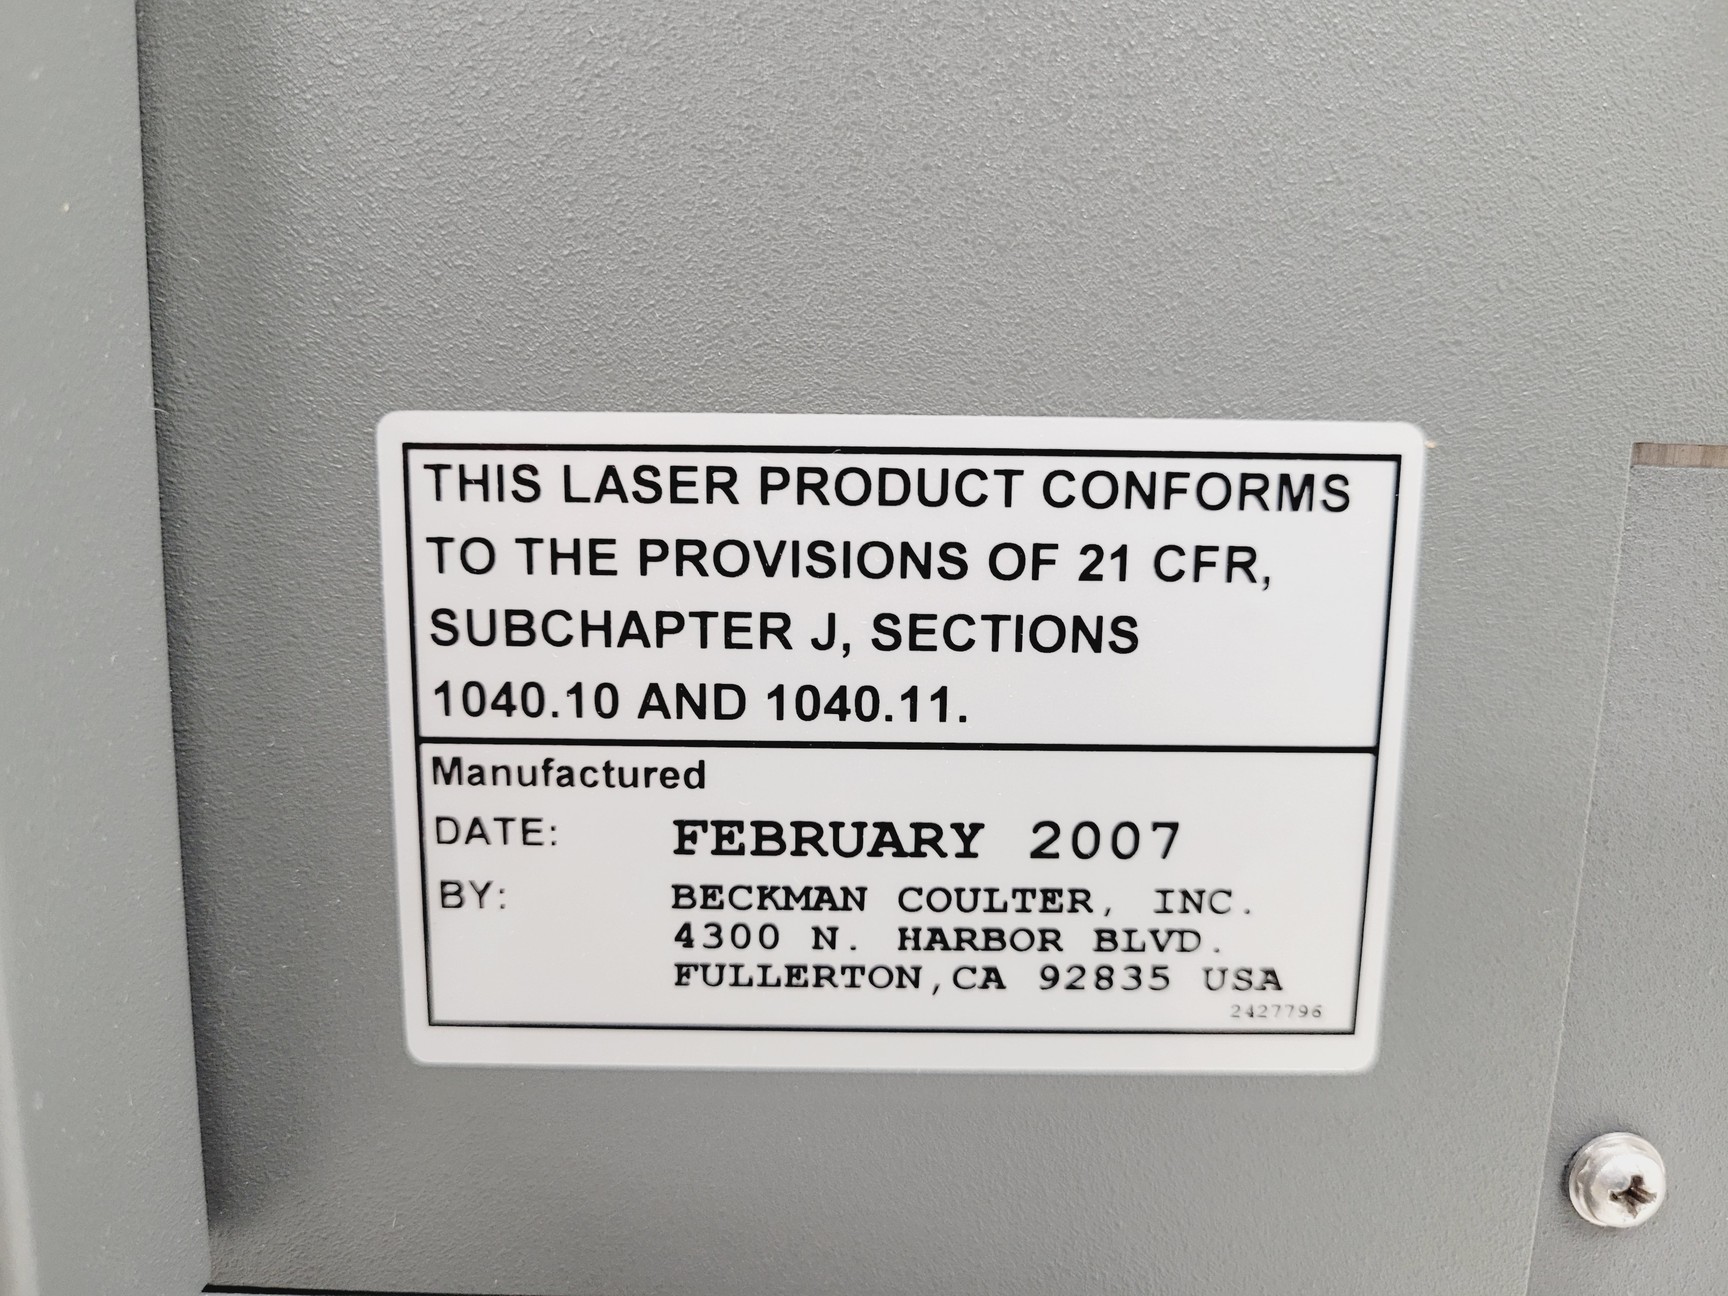 THIS LASER PRODUCT CONFORMS
TO THE PROVISIONS OF 21 CFR,
SUBCHAPTER J, SECTIONS
1040.10 AND 1040.11.
Manufactured
DATE: FEBRUARY 2007
BY: BECKMAN COULTER, INC.
4300 N. HARBOR BLVD.
FULLERTON,CA 92835 USA
2427796